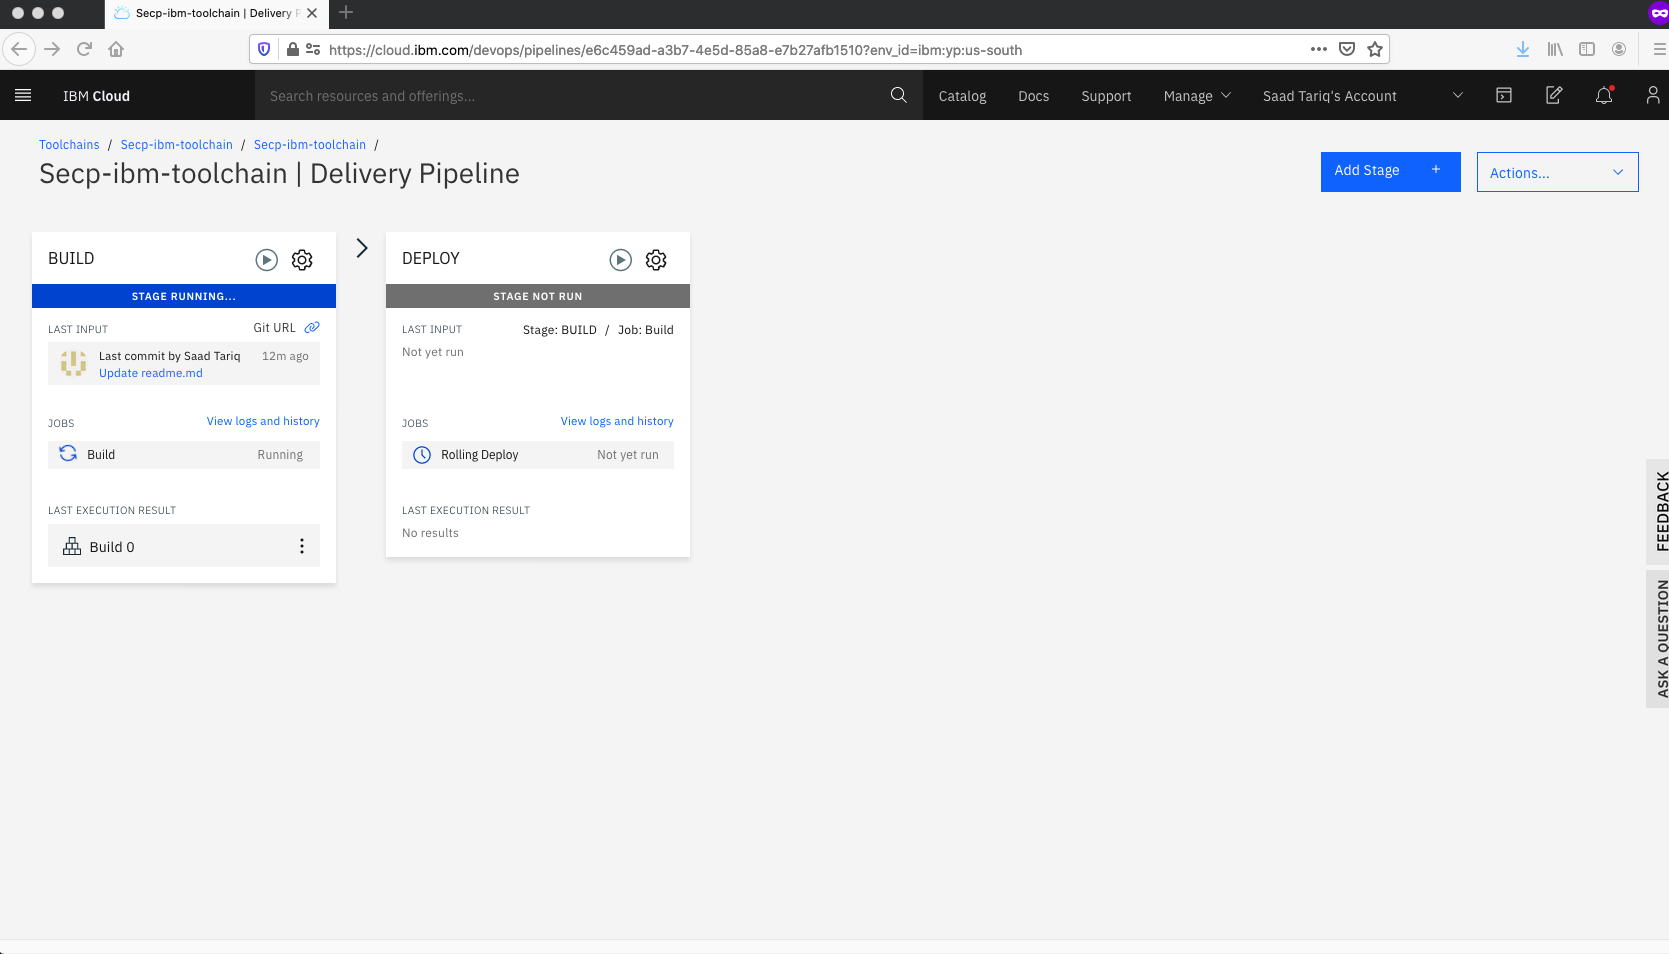 Secp-ibm-toolchain | Delivery P
https://cloud.ibm.com/devops/pipelines/e6c459ad-a3b7-4e5d-85a8-e7b27afb1510?env_id=ibm:yp:us-south
IBM Cloud
Search resources and offerings...
Catalog
Docs
Support
Manage
Saad Tariq's Account
Toolchains / Secp-ibm-toolchain / Secp-ibm-toolchain /
Secp-ibm-toolchain | Delivery Pipeline
Add Stage +
Actions...
BUILD
STAGE RUNNING...
LAST INPUT
Git URL
Last commit by Saad Tariq
12m ago
Update readme.md
JOBS
View logs and history
Build
Running
LAST EXECUTION RESULT
Build 0
DEPLOY
STAGE NOT RUN
LAST INPUT
Stage: BUILD / Job: Build
Not yet run
JOBS
View logs and history
Rolling Deploy
Not yet run
LAST EXECUTION RESULT
No results
FEEDBACK
ASK A QUESTION